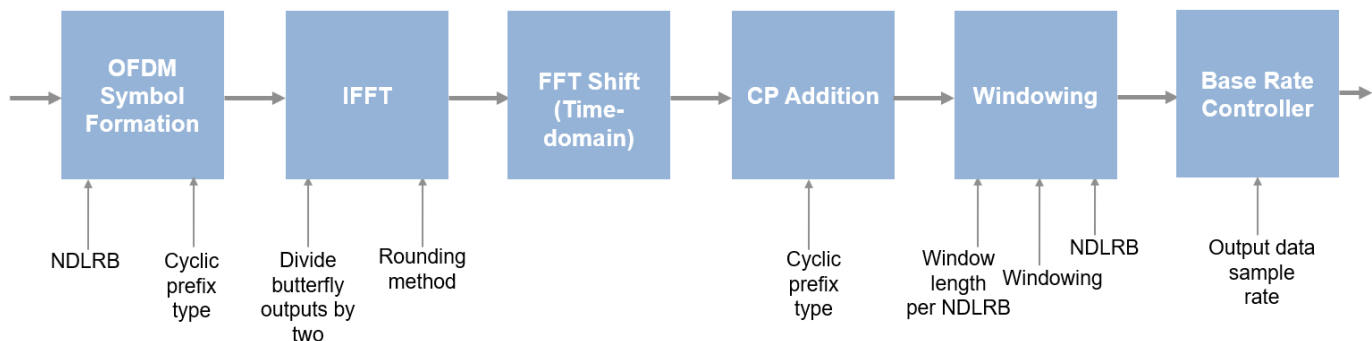 OFDM
Symbol
Formation
IFFT
FFT Shift
(Time-
domain)
CP Addition
Windowing
Base Rate
Controller
NDLRB
Cyclic
prefix
type
Divide
butterfly
outputs by
two
Rounding
method
Cyclic
prefix
type
Window
length
per NDLRB
Windowing
NDLRB
Output data
sample
rate